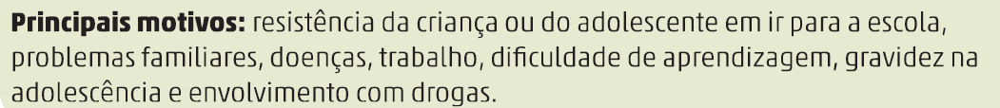 Principais motivos: resistência da criança ou do adolescente em ir para a escola,
problemas familiares, doenças, trabalho, dificuldade de aprendizagem, gravidez na
adolescência e envolvimento com drogas.